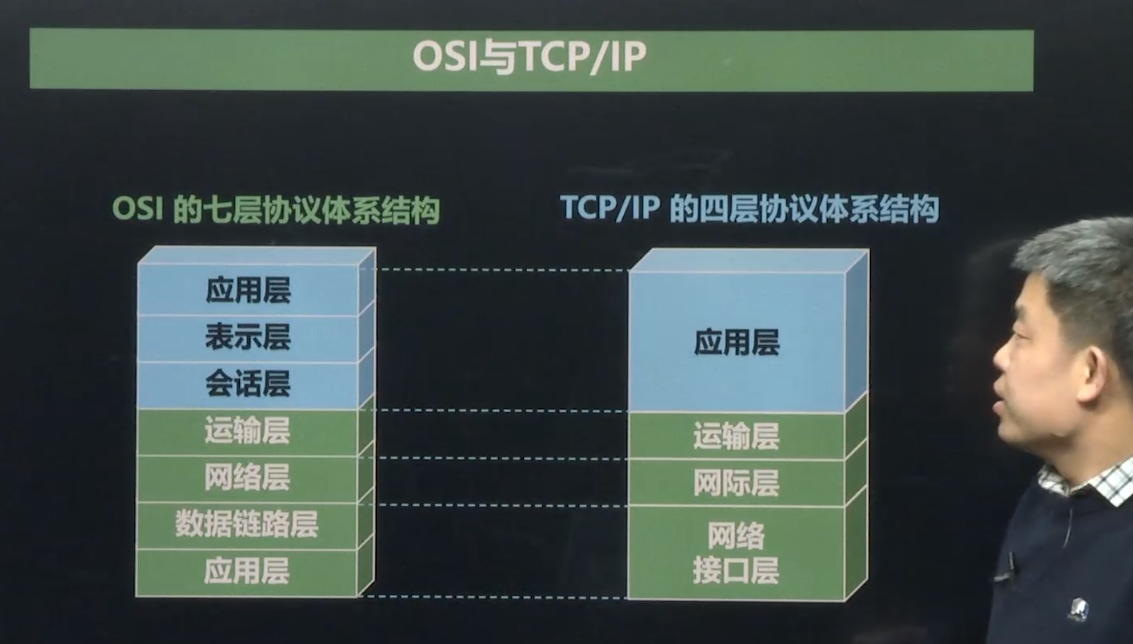 OSI与TCP/IP
OSI 的七层协议体系结构
TCP/IP 的四层协议体系结构
应用层
表示层
会话层
运输层
网络层
数据链路层
应用层
应用层
运输层
网际层
网络
接口层